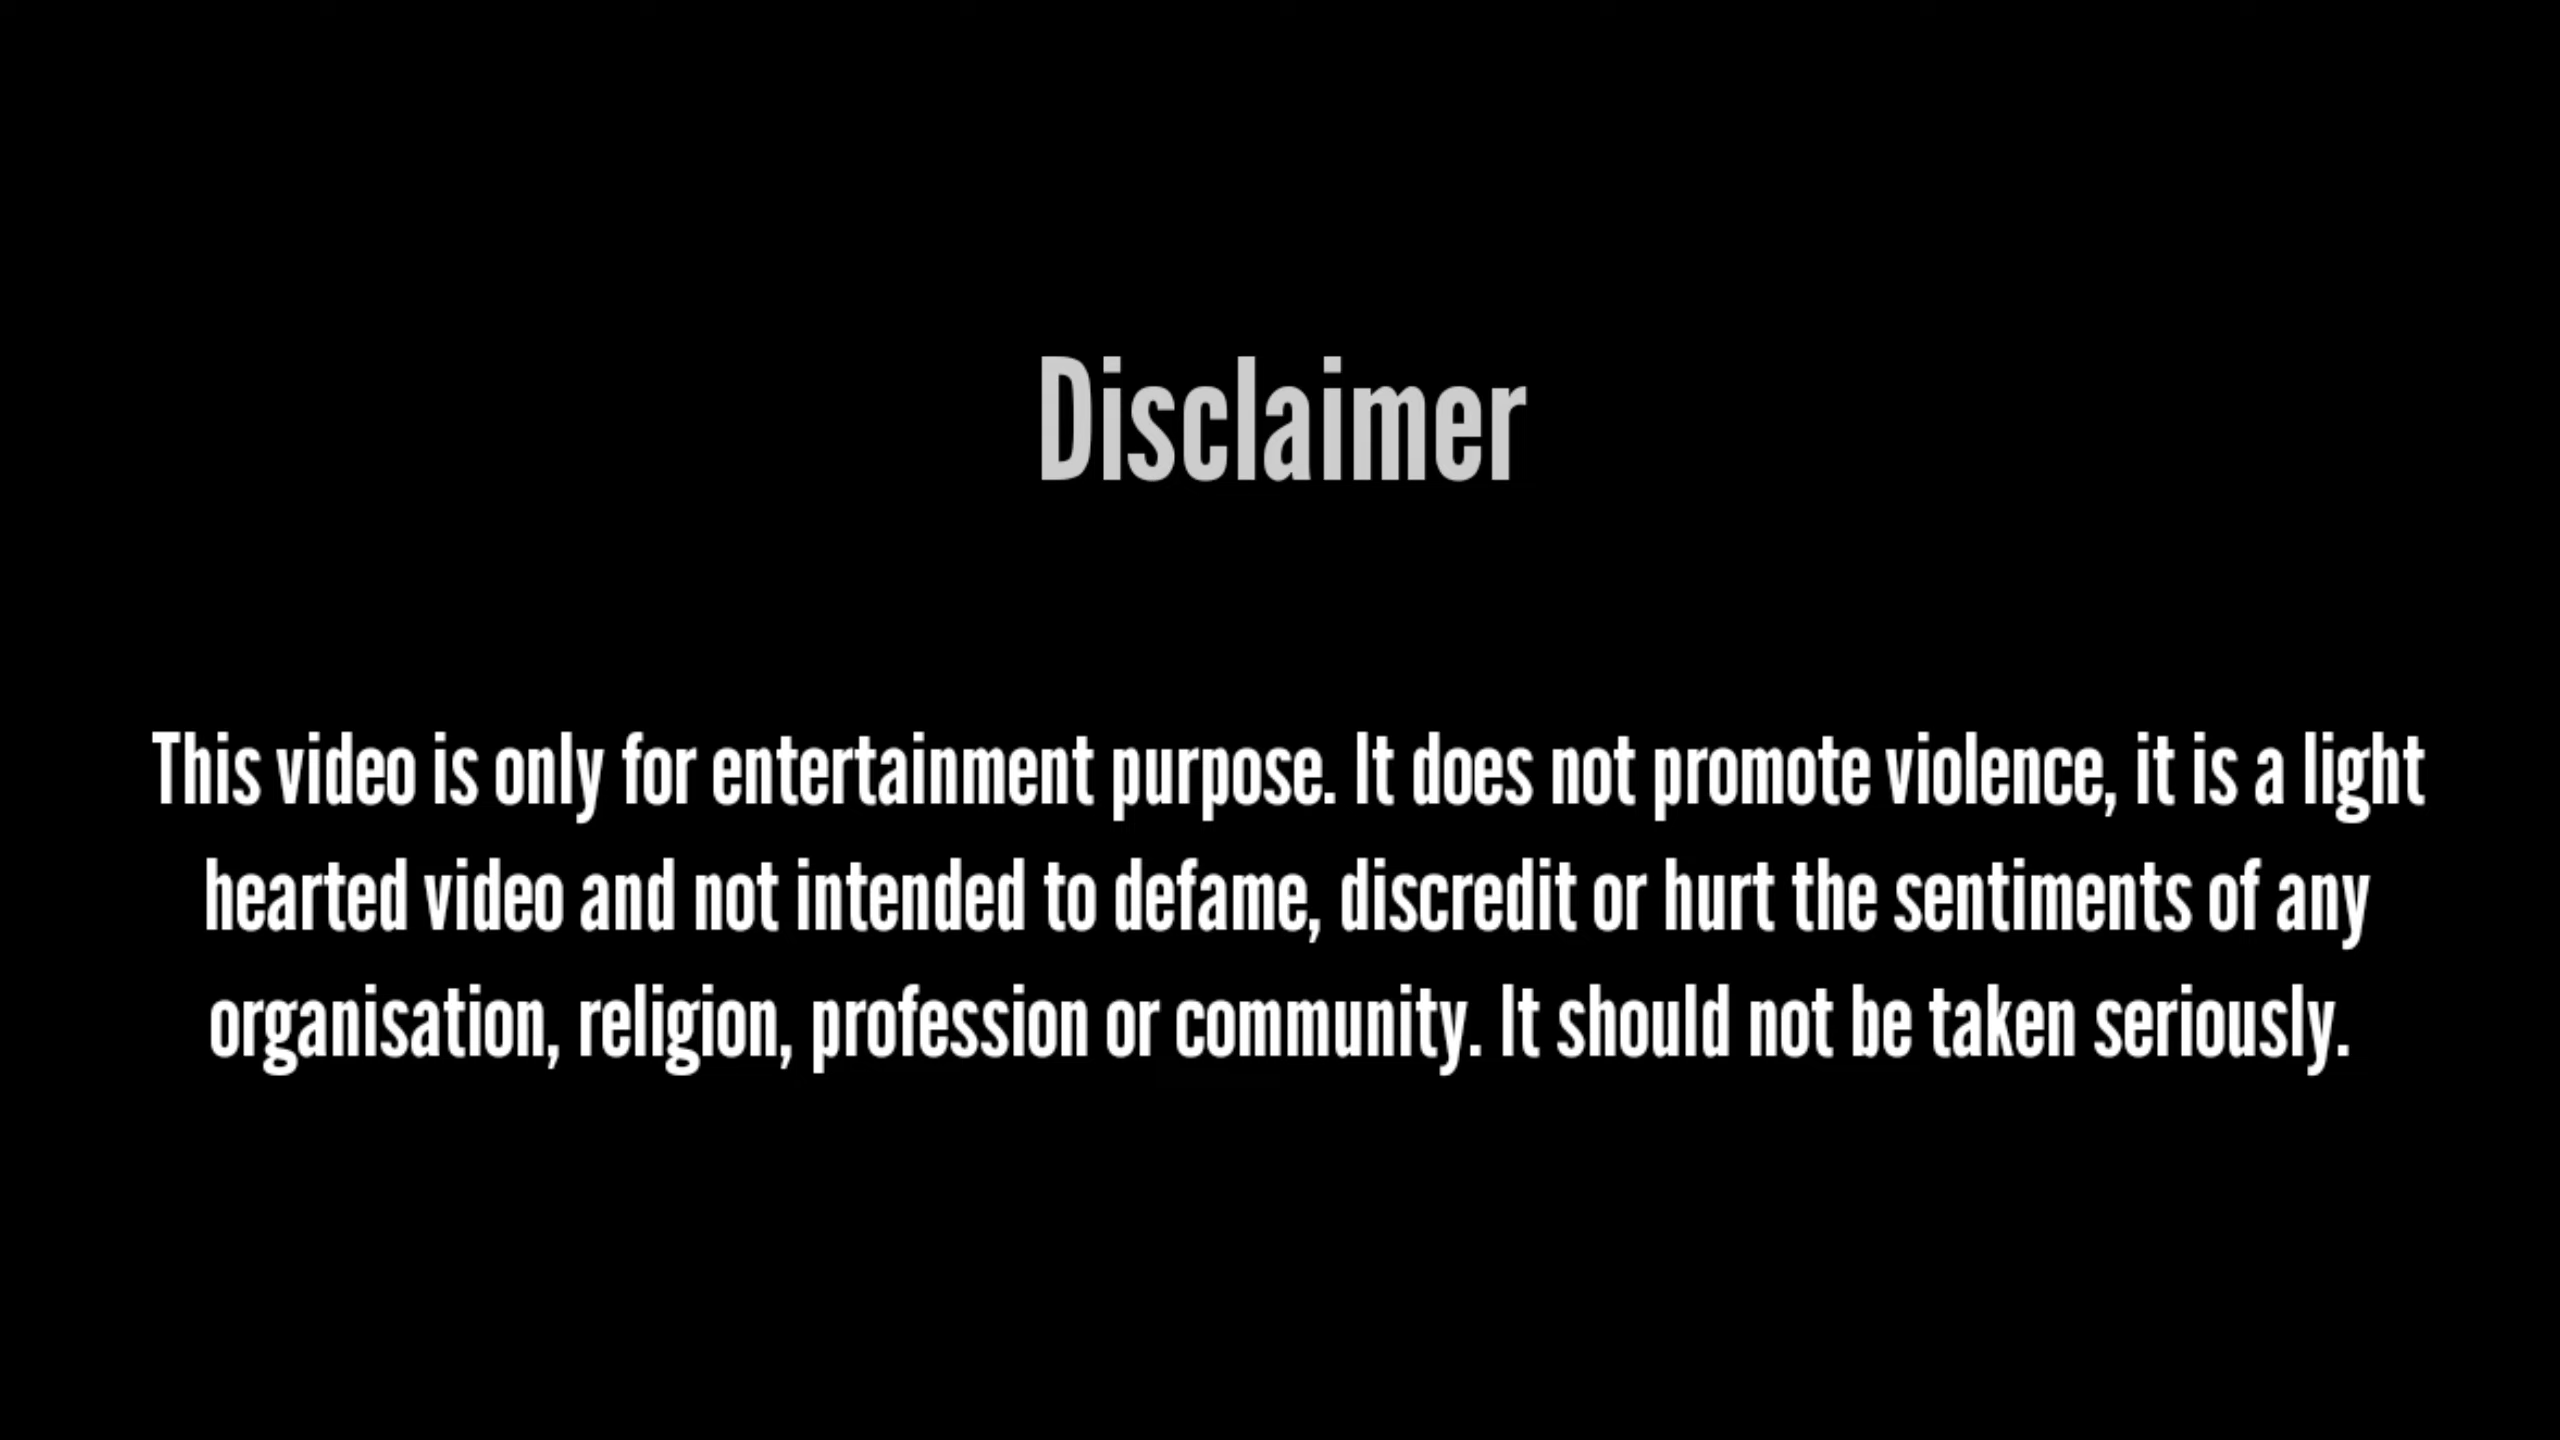 Disclaimer
This video is only for entertainment purpose. It does not promote violence, it is a light
hearted video and not intended to defame, discredit or hurt the sentiments of any
organisation, religion, profession or community. It should not be taken seriously.